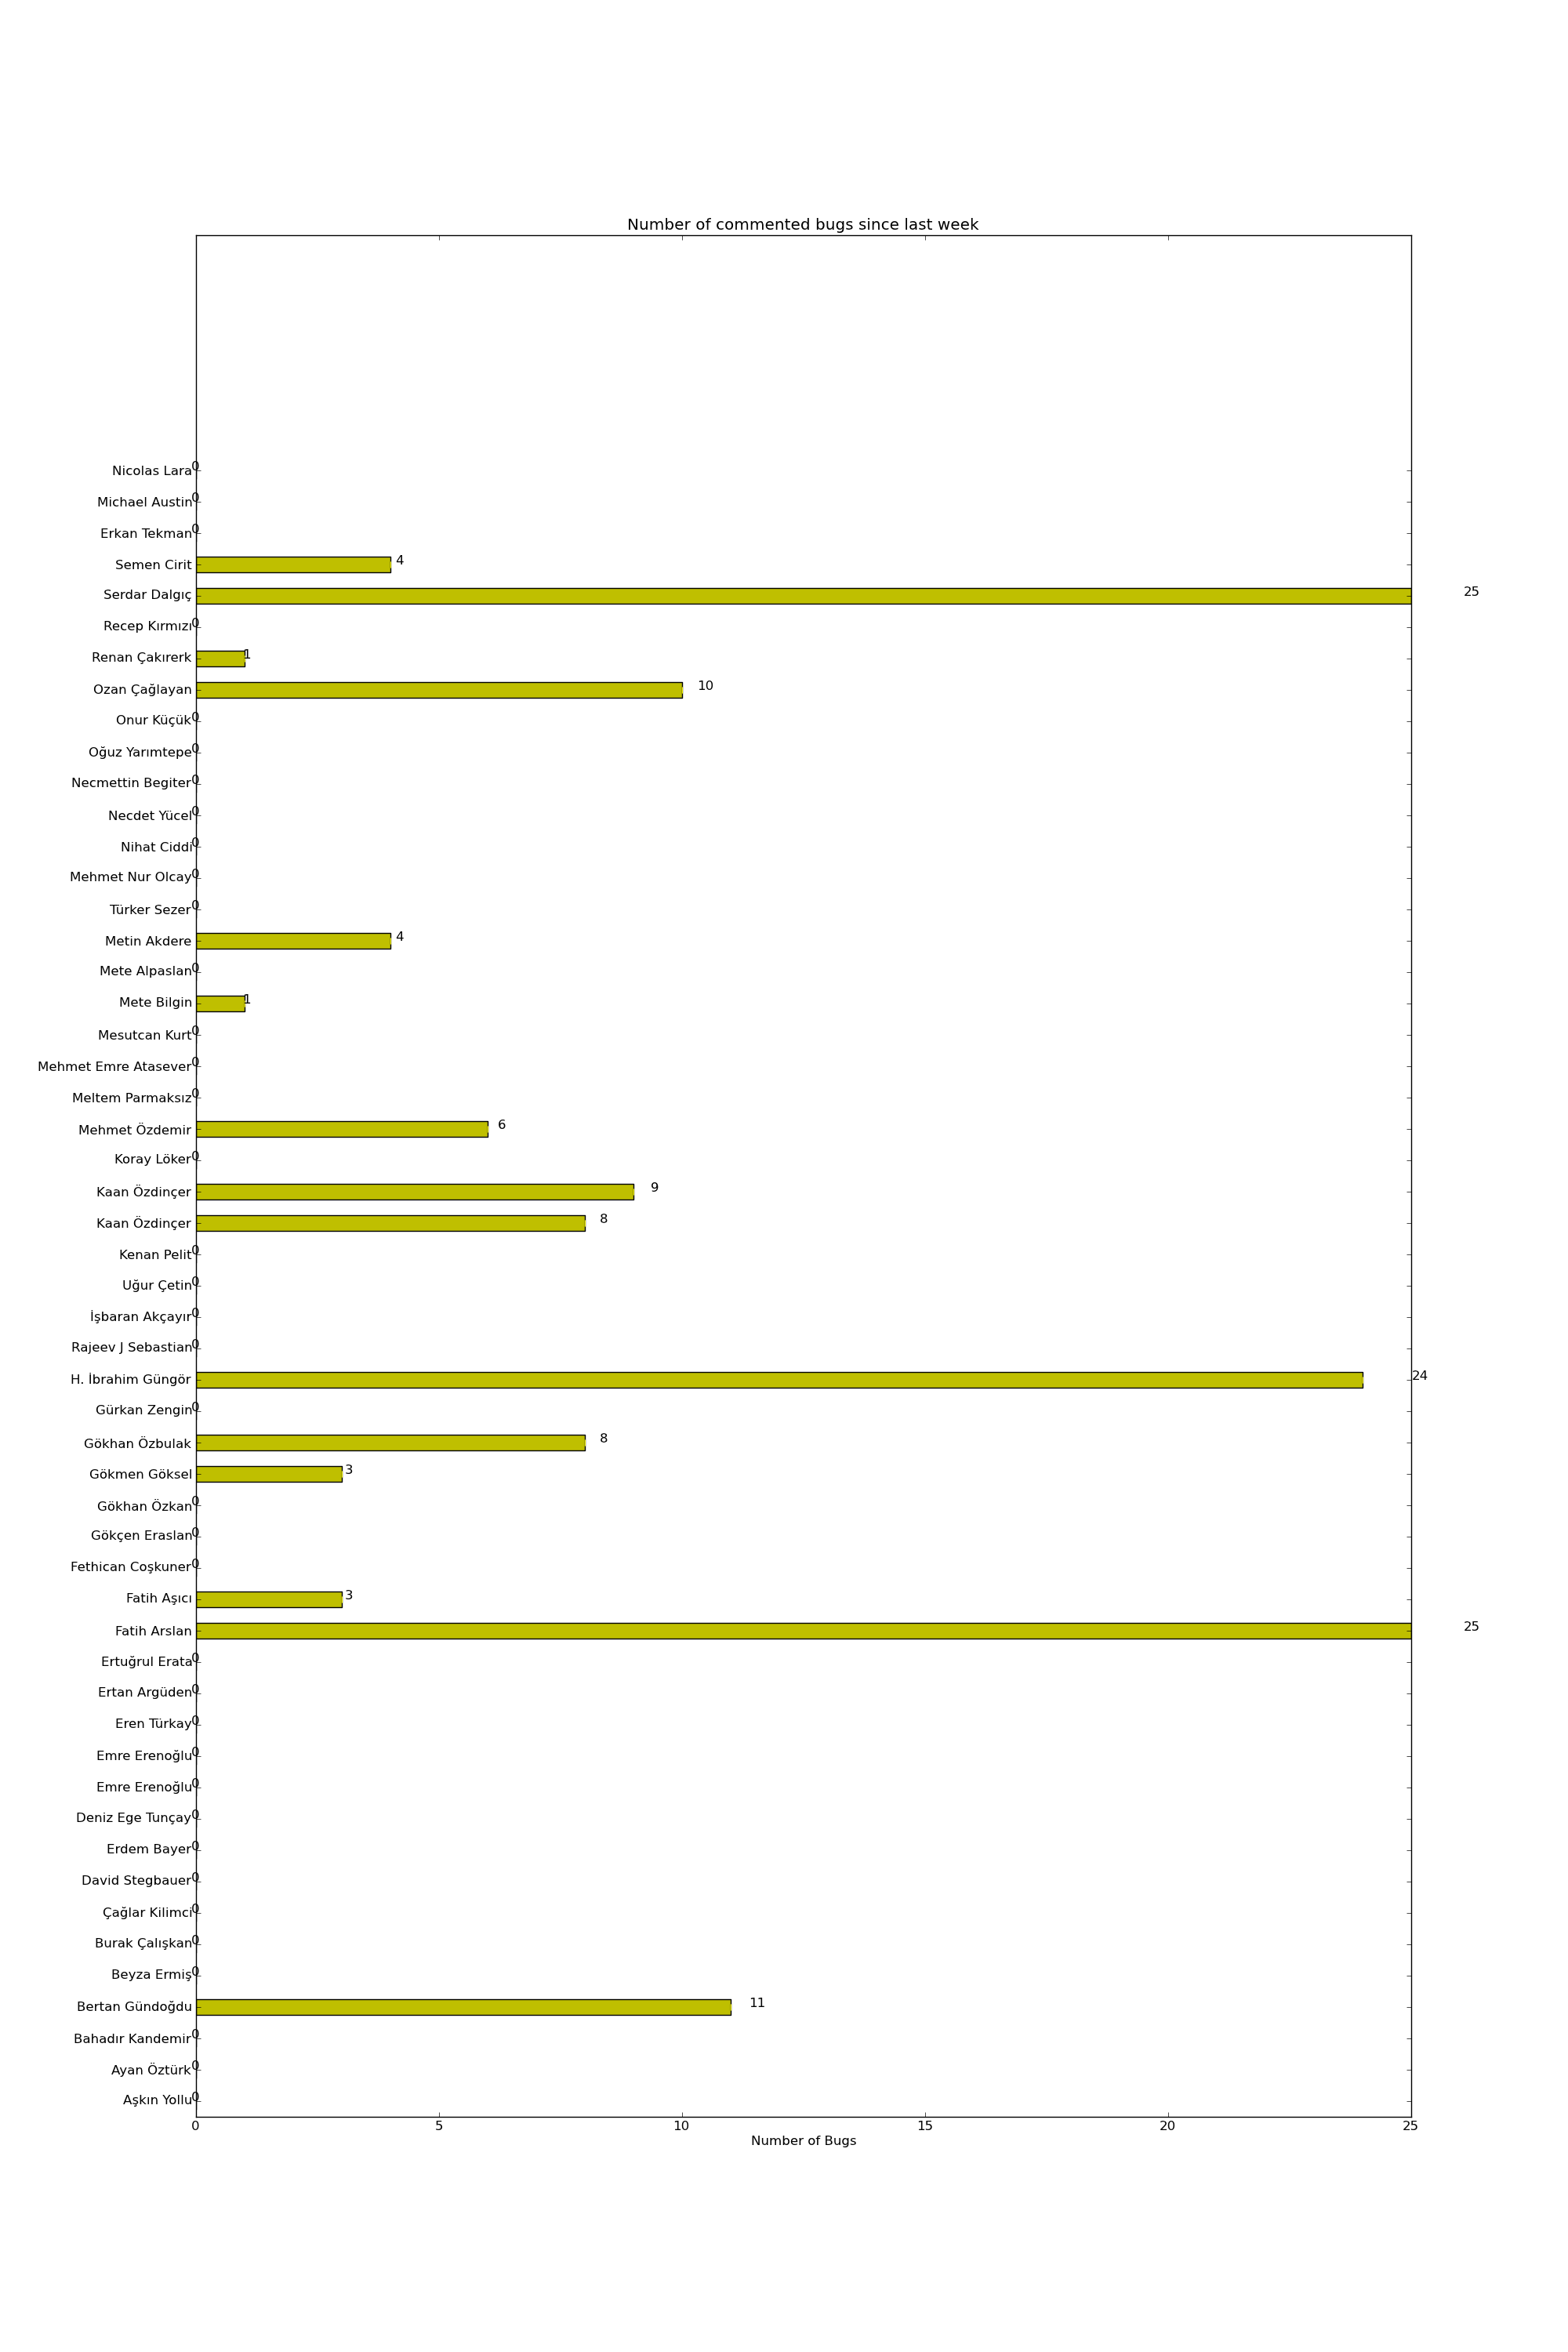 Number of commented bugs since last week
Nicolas Lara 0
Michael Austin 0
Erkan Tekman 0
Semen Cirit 4
Serdar Dalgıç 25
Recep Kırmızı 0
Renan Çakırerk 1
Ozan Çağlayan 10
Onur Küçük 0
Oğuz Yarımtepe 0
Necmettin Begiter 0
Necdet Yücel 0
Nihat Ciddi 0
Mehmet Nur Olcay 0
Türker Sezer 0
Metin Akdere 4
Mete Alpaslan 0
Mete Bilgin 1
Mesutcan Kurt 0
Mehmet Emre Atasever 0
Meltem Parmaksız 0
Mehmet Özdemir 6
Koray Löker 0
Kaan Özdinçer 9
Kaan Özdinçer 8
Kenan Pelit 0
Uğur Çetin 0
İşbaran Akçayır 0
Rajeev J Sebastian 0
H. İbrahim Güngör 24
Gürkan Zengin 0
Gökhan Özbulak 8
Gökmen Göksel 3
Gökhan Özkan 0
Gökçen Eraslan 0
Fethican Coşkuner 0
Fatih Aşıcı 3
Fatih Arslan 25
Ertuğrul Erata 0
Ertan Argüden 0
Eren Türkay 0
Emre Erenoğlu 0
Emre Erenoğlu 0
Deniz Ege Tunçay 0
Erdem Bayer 0
David Stegbauer 0
Çağlar Kilimci 0
Burak Çalışkan 0
Beyza Ermiş 0
Bertan Gündoğdu 11
Bahadır Kandemir 0
Ayan Öztürk 0
Aşkın Yollu 0
0 5 10 15 20 25
Number of Bugs